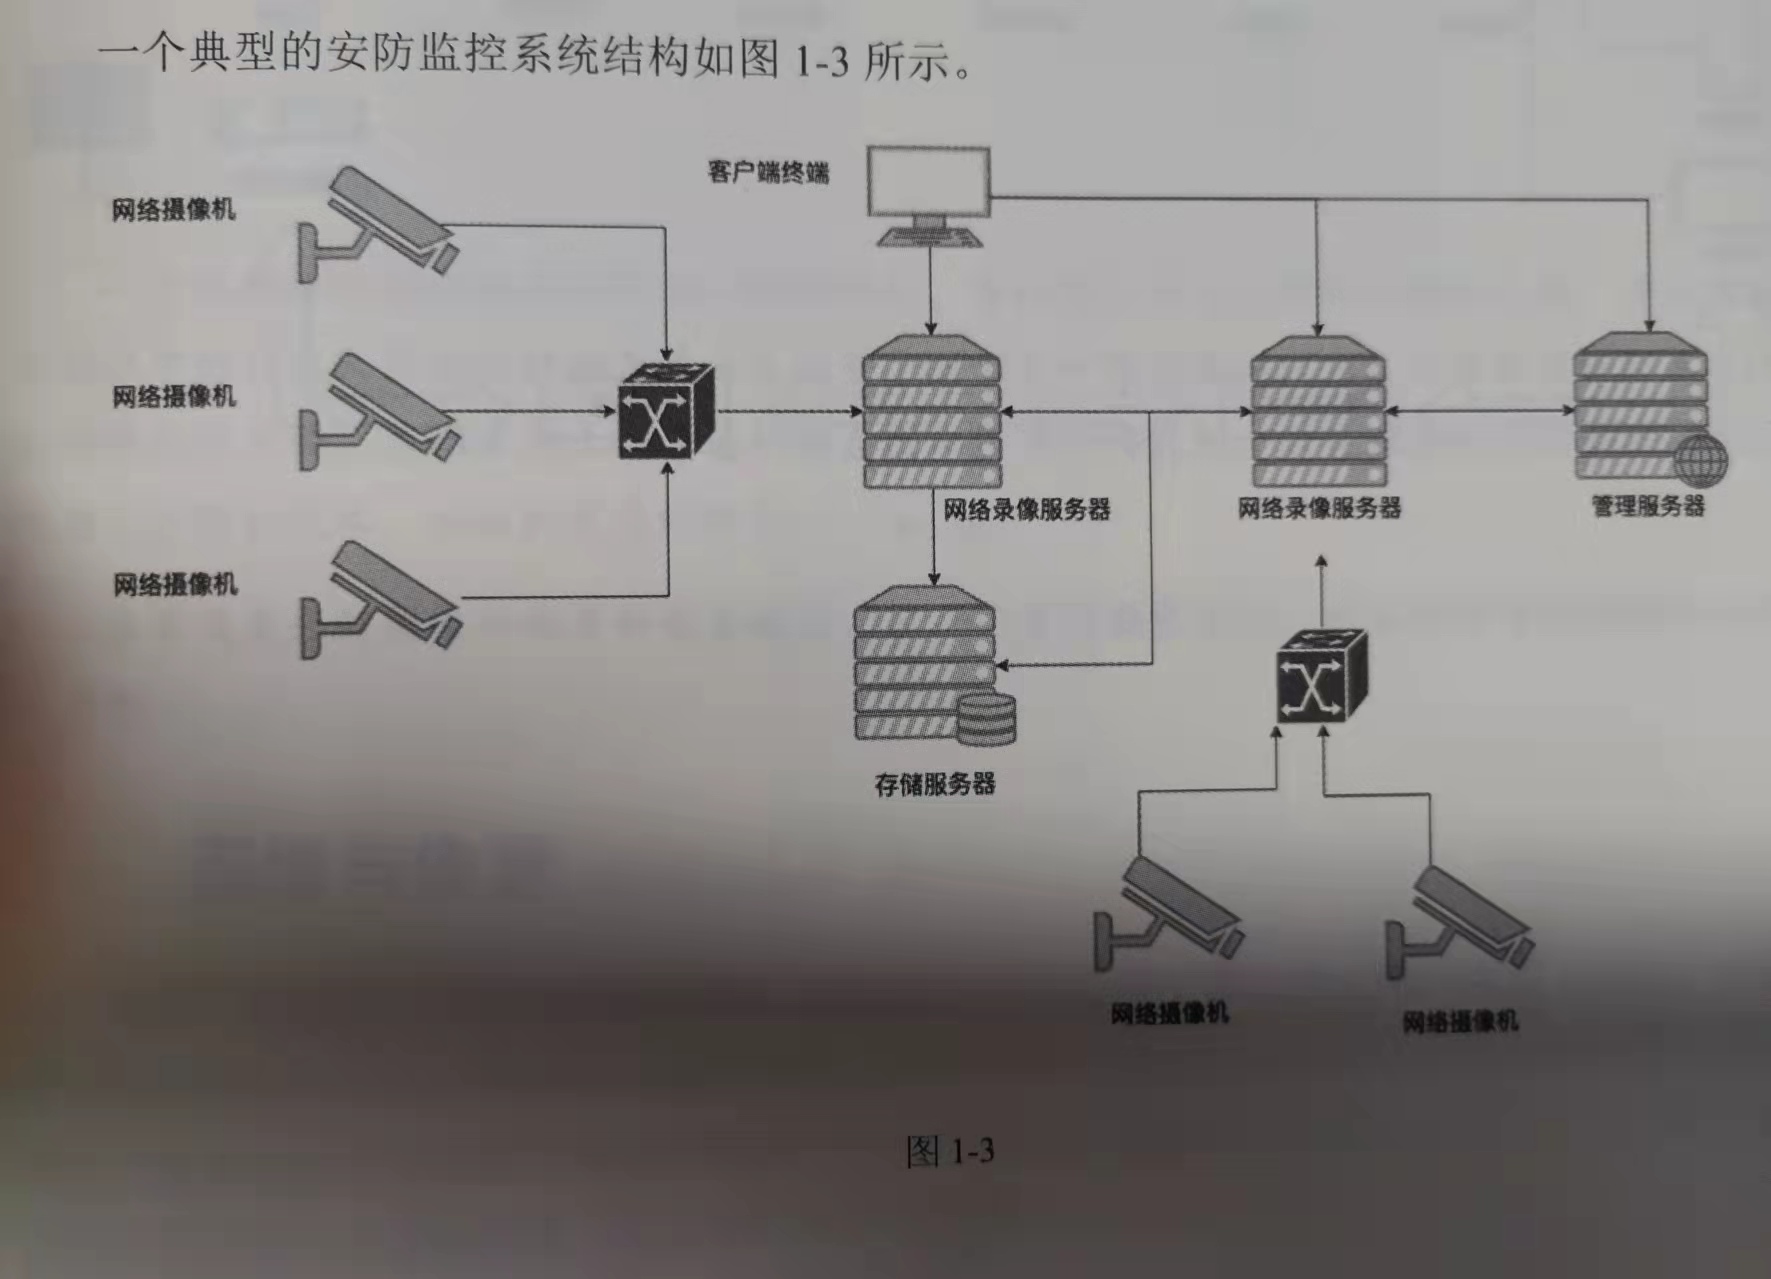 一个典型的安防监控系统结构如图 1-3 所示。
客户端终端
网络摄像机
网络摄像机
网络录像服务器
网络录像服务器
管理服务器
网络摄像机
存储服务器
网络摄像机
网络摄像机
图 1-3